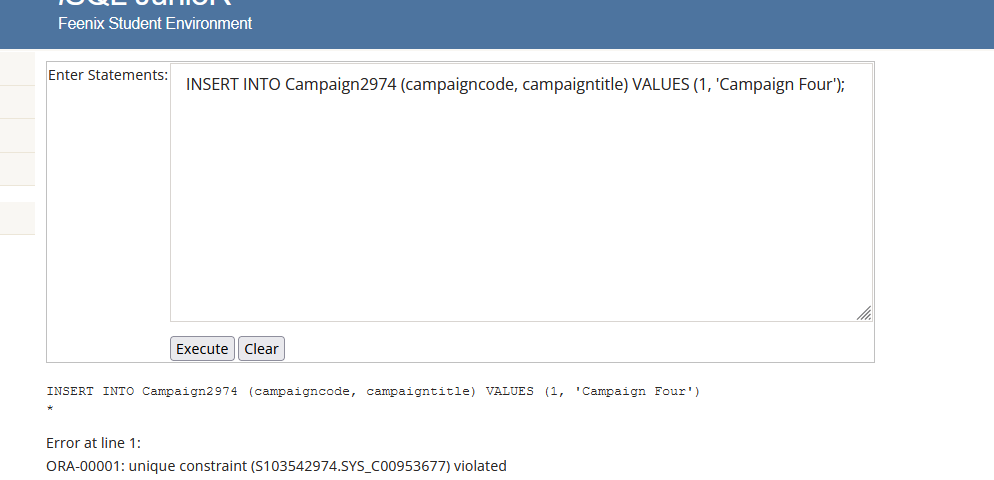 Feenix Student Environment
Enter Statements:
INSERT INTO Campaign2974 (campaigncode, campaigntitle) VALUES (1, 'Campaign Four');
Execute Clear
INSERT INTO Campaign2974 (campaigncode, campaigntitle) VALUES (1, 'Campaign Four')
*
Error at line 1:
ORA-00001: unique constraint (S103542974.SYS_C00953677) violated